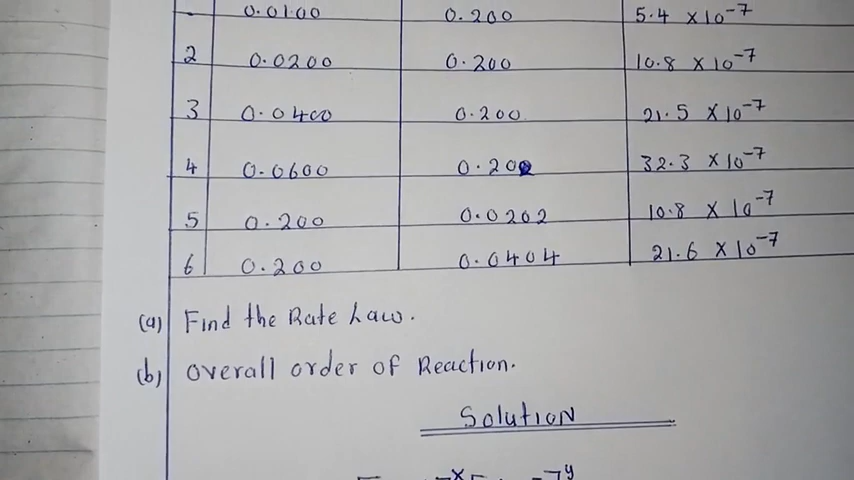 0.0100 0.200 5.4 ×10⁻⁷
2 0.0200 0.200 10.8 ×10⁻⁷
3 0.0400 0.200 21.5 ×10⁻⁷
4 0.0600 0.200 32.3 ×10⁻⁷
5 0.200 0.0202 10.8 × 10⁻⁷
6 0.200 0.0404 21.6 ×10⁻⁷
(a) Find the Rate Law.
(b) Overall order of Reaction.
Solution